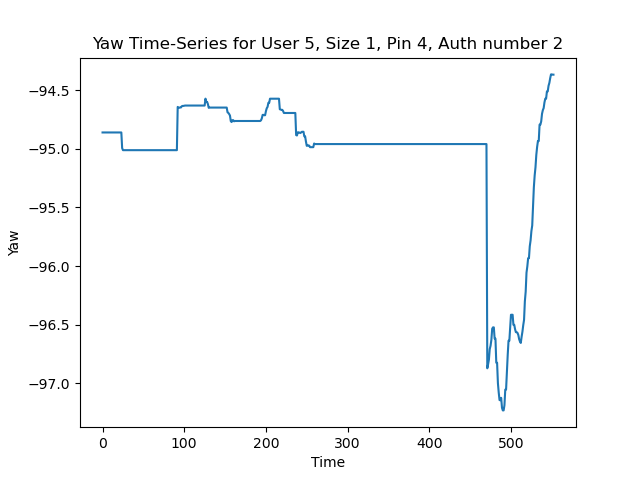 Yaw Time-Series for User 5, Size 1, Pin 4, Auth number 2
−94.5
−95.0
−95.5
−96.0
−96.5
−97.0
Yaw
0 100 200 300 400 500
Time